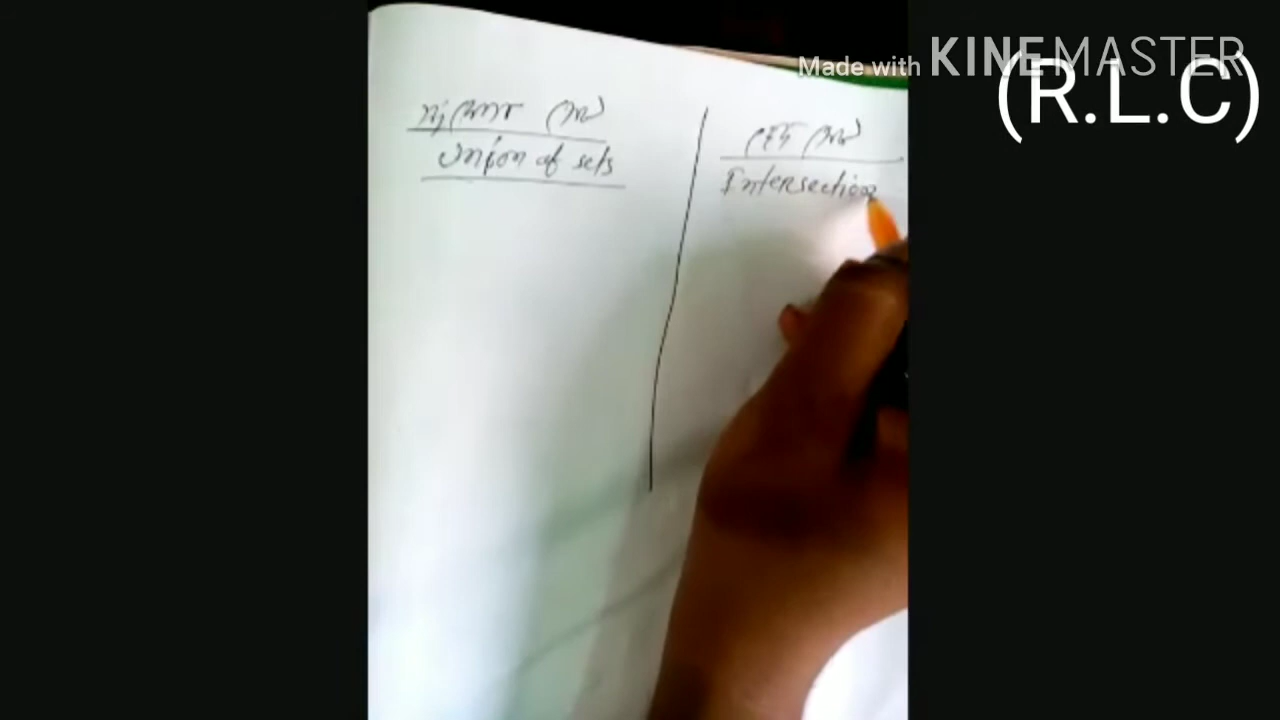 Made with KINEMASTER
(R.L.C)
সংযোগ সেট
Union of sets
ছেদ সেট
Intersection